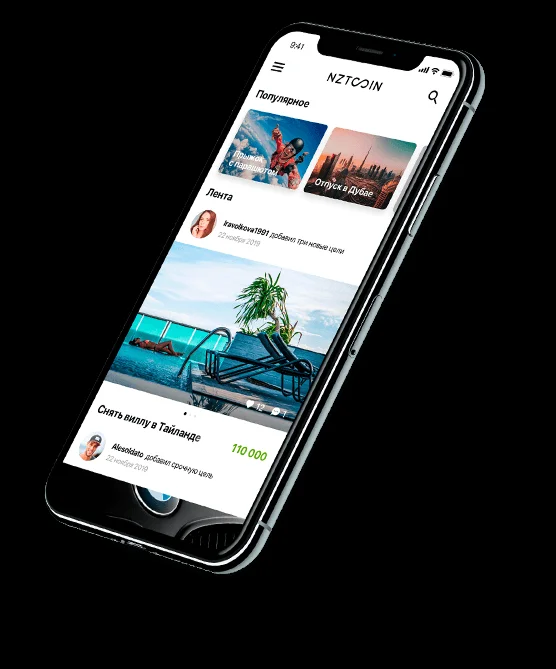 9:41
NZTCOIN
Популярное
Прыжок
с парашютом
Отпуск в Дубае
Лента
iravolkova1991 добавил три новые цели
22 ноября 2019
12 1
Снять виллу в Тайланде
110 000
Alesoldato добавил срочную цель
22 ноября 2019